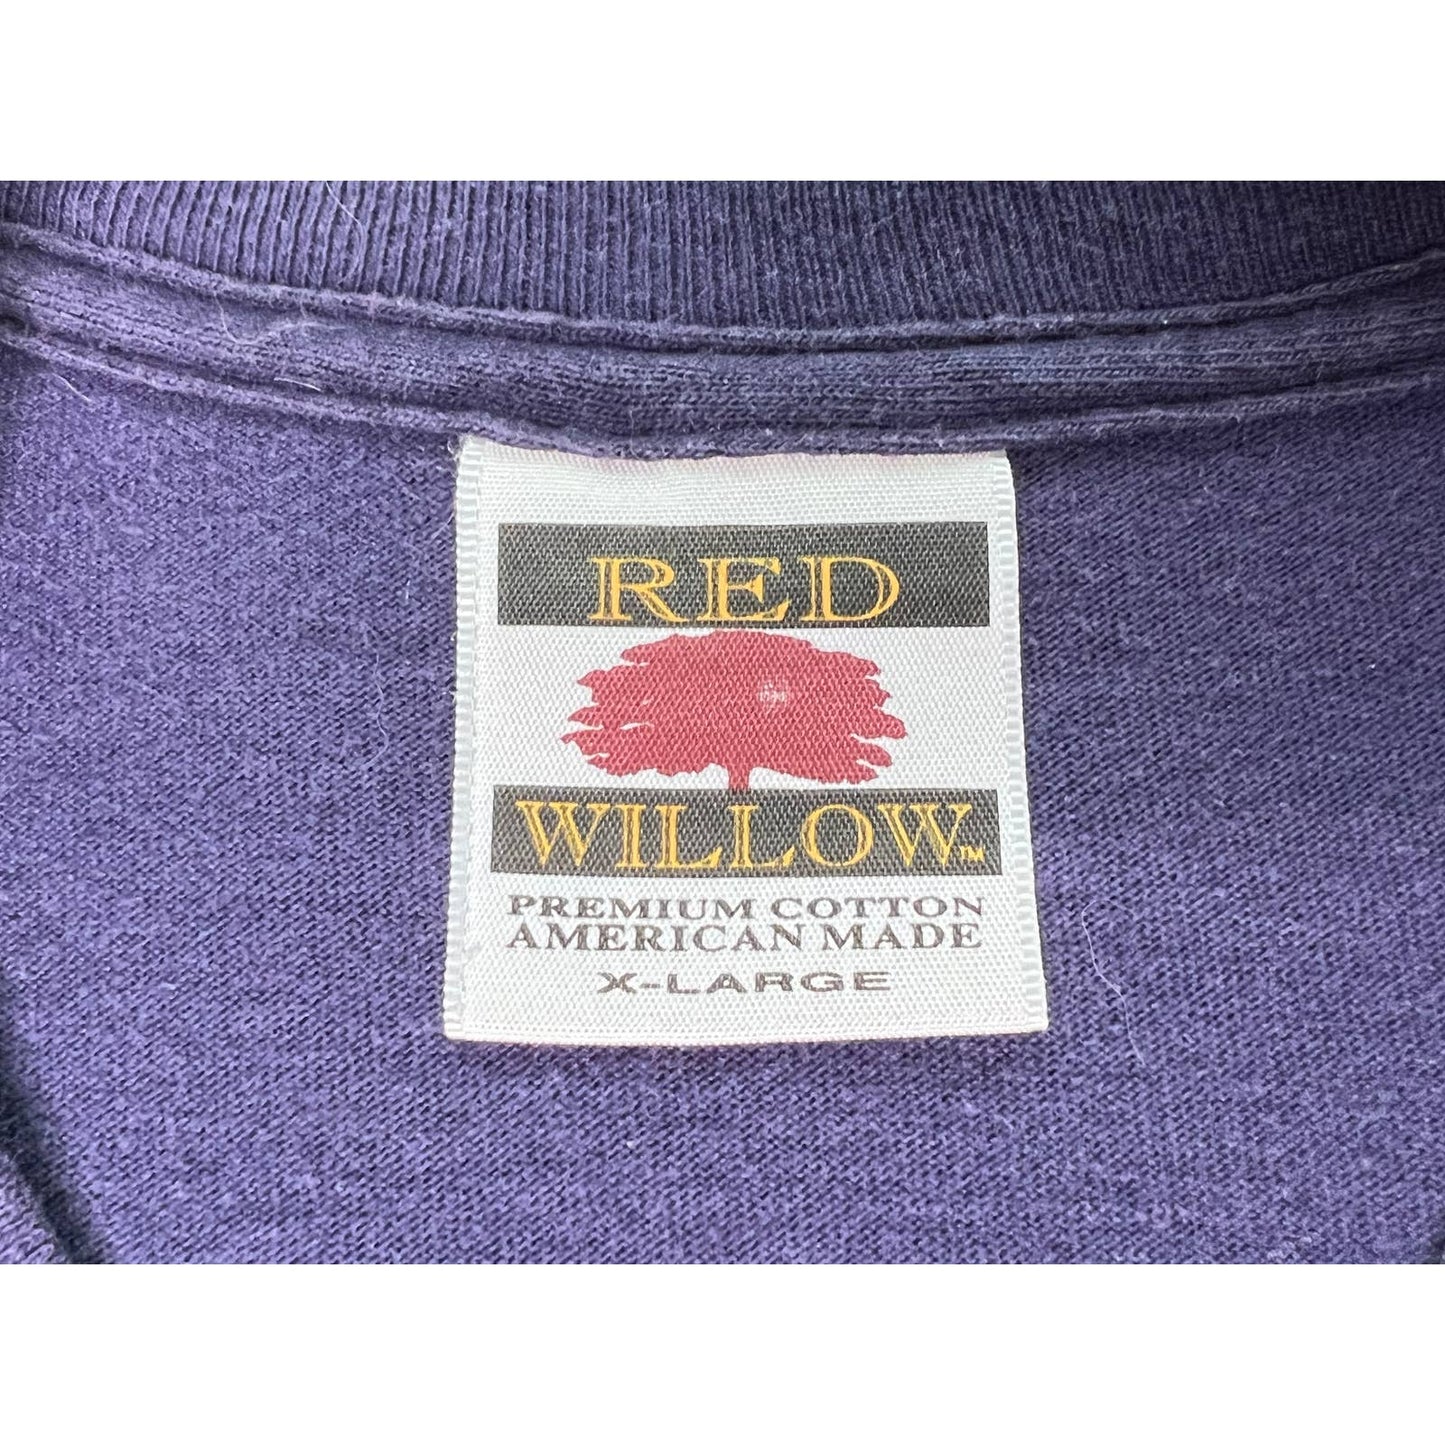 RED
WILLOW™
PREMIUM COTTON
AMERICAN MADE
X-LARGE